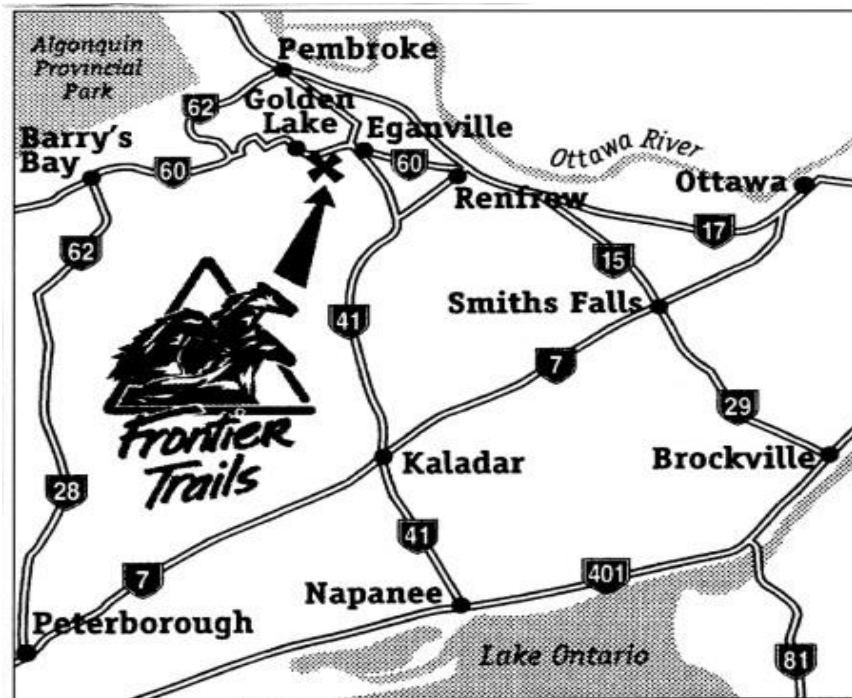 Algonquin
Provincial
Park
Pembroke
62
Golden
Lake
Eganville
Barry's
Bay
60
60
Ottawa River
Ottawa
Renfrow
17
62
15
Smiths Falls
41
7
29
Frontier
Trails
Kaladar
Brockville
28
41
7
401
Napanee
Peterborough
Lake Ontario
81